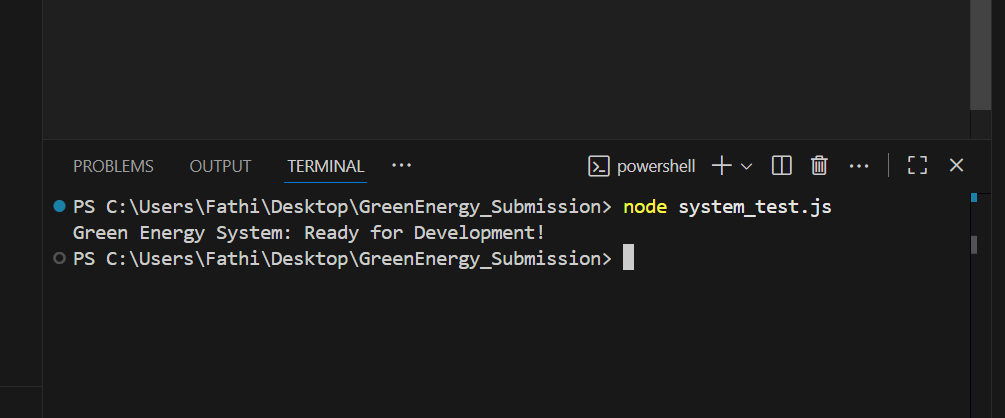 PROBLEMS OUTPUT TERMINAL ··· powershell
PS C:\Users\Fathi\Desktop\GreenEnergy_Submission> node system_test.js
Green Energy System: Ready for Development!
PS C:\Users\Fathi\Desktop\GreenEnergy_Submission>